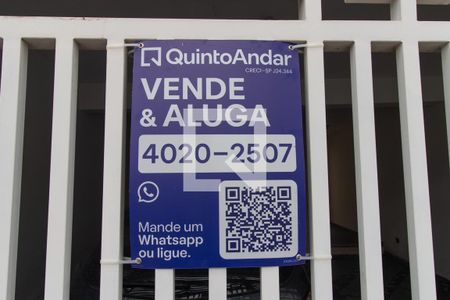 QuintoAndar
CRECI-SP J24.344
VENDE
& ALUGA
4020-2507
Mande um
Whatsapp
ou ligue.